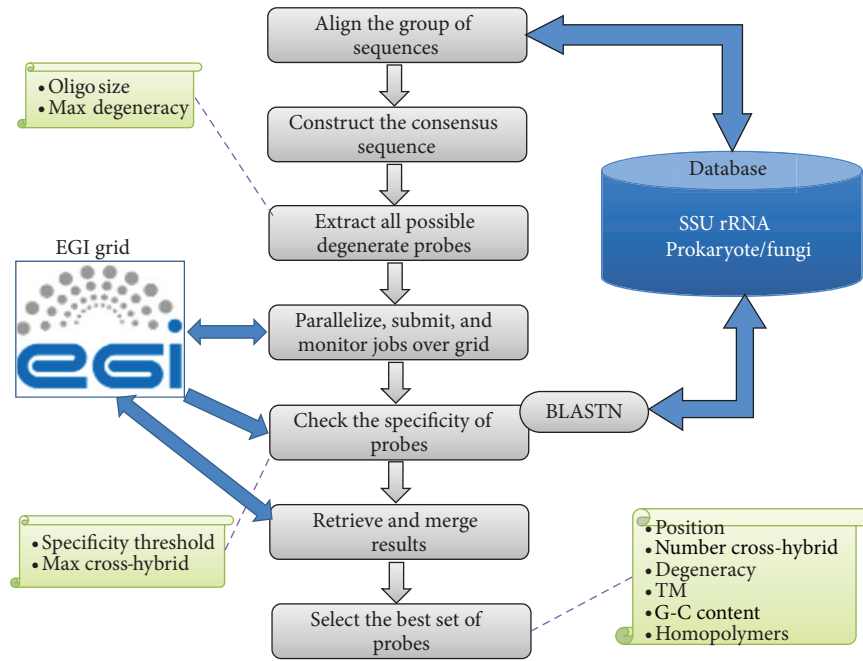 Align the group of
sequences
• Oligo size
• Max degeneracy
Construct the consensus
sequence
Database
SSU rRNA
Prokaryote/fungi
Extract all possible
degenerate probes
EGI grid
egi
Parallelize, submit, and
monitor jobs over grid
Check the specificity of
probes
BLASTN
• Specificity threshold
• Max cross-hybrid
Retrieve and merge
results
• Position
• Number cross-hybrid
• Degeneracy
• TM
• G-C content
• Homopolymers
Select the best set of
probes